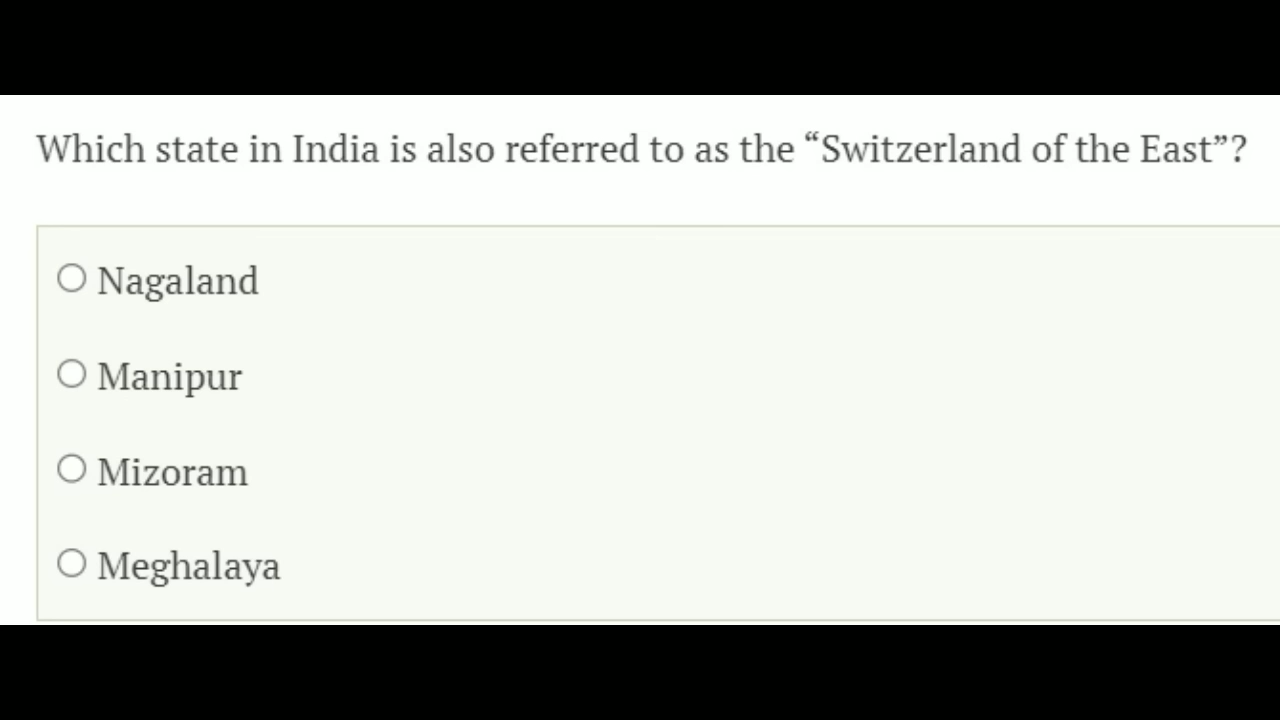 Which state in India is also referred to as the “Switzerland of the East”?
Nagaland
Manipur
Mizoram
Meghalaya